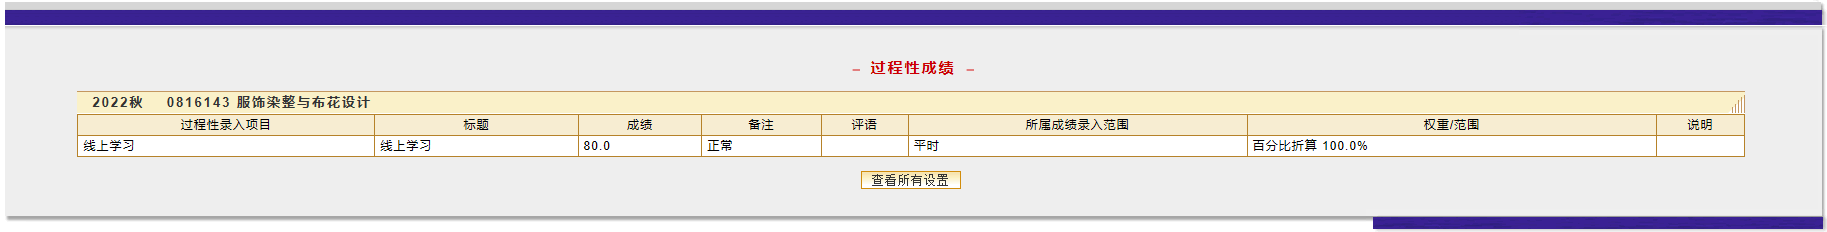 – 过程性成绩 –
2022秋 0816143 服饰染整与布花设计
过程性录入项目 标题 成绩 备注 评语 所属成绩录入范围 权重/范围 说明
线上学习 线上学习 80.0 正常 平时 百分比折算 100.0%
查看所有设置